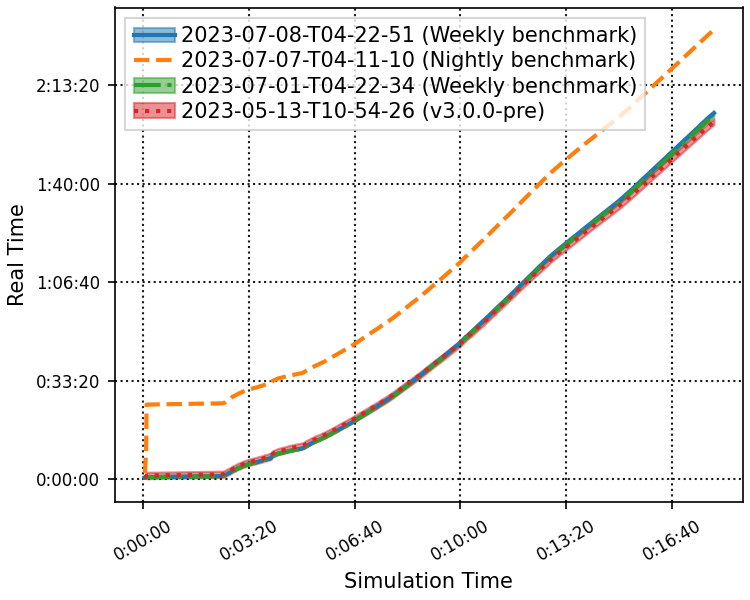 2023-07-08-T04-22-51 (Weekly benchmark)
2023-07-07-T04-11-10 (Nightly benchmark)
2023-07-01-T04-22-34 (Weekly benchmark)
2023-05-13-T10-54-26 (v3.0.0-pre)
Real Time
2:13:20
1:40:00
1:06:40
0:33:20
0:00:00
0:00:00 0:03:20 0:06:40 0:10:00 0:13:20 0:16:40
Simulation Time